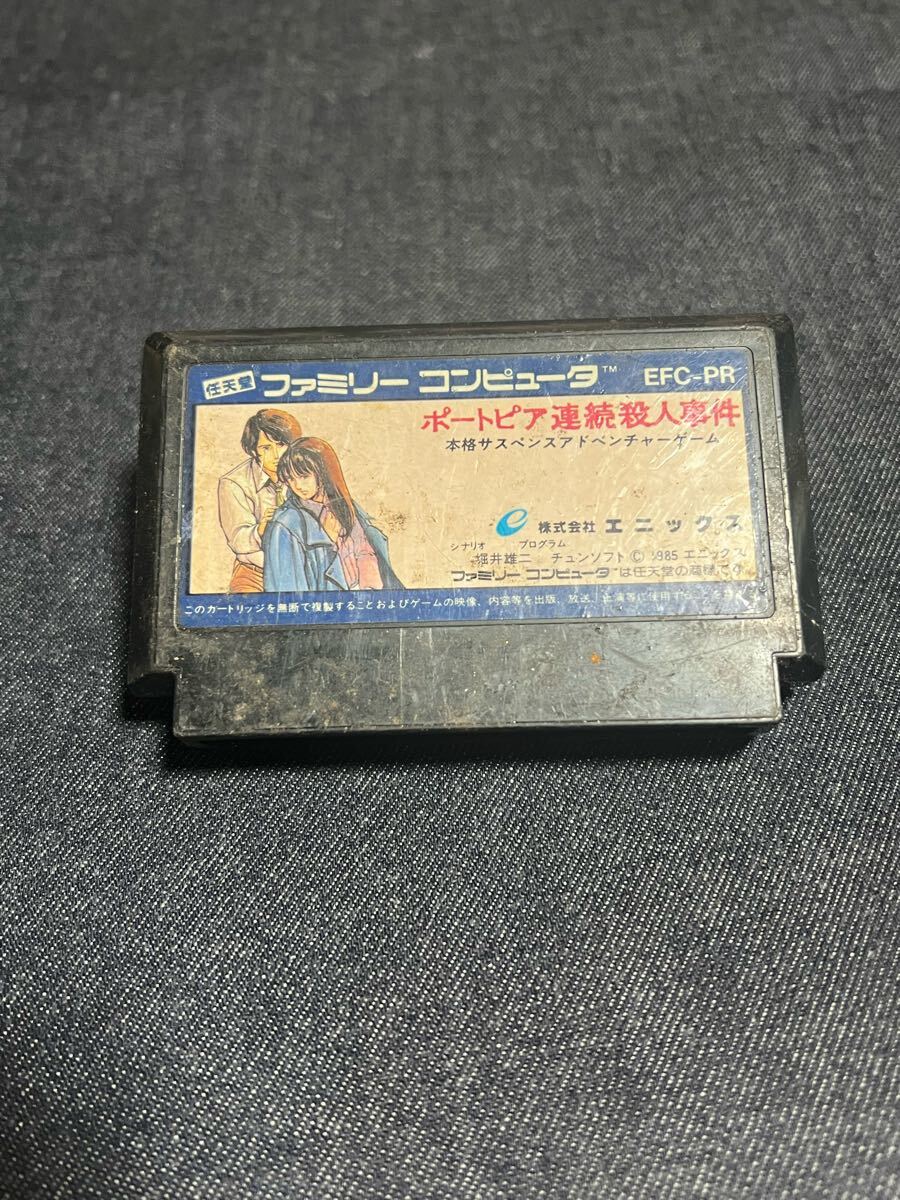 任天堂 ファミリー コンピュータ™ EFC-PR
ポートピア連続殺人事件
本格サスペンスアドベンチャーゲーム
e 株式会社 エニックス
シナリオ プログラム
堀井雄二 チュンソフト © 1985 エニックス
ファミリー コンピュータは任天堂の商標です
このカートリッジを無断で複製することおよびゲームの映像、内容等を出版、放送、上演等に使用することを